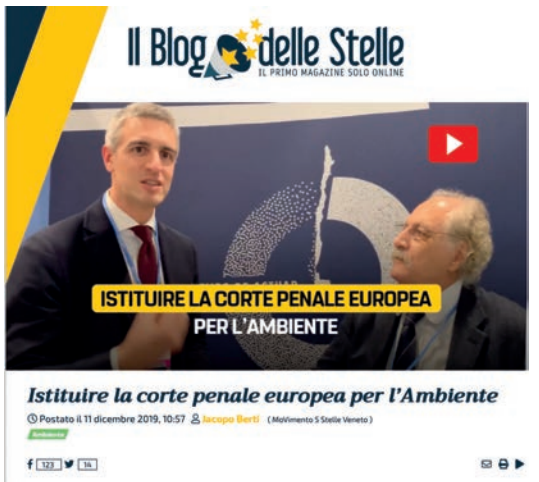 Il Blog delle Stelle
IL PRIMO MAGAZINE SOLO ONLINE
ISTITUIRE LA CORTE PENALE EUROPEA
PER L'AMBIENTE
Istituire la corte penale europea per l'Ambiente
Postato il 11 dicembre 2019, 10:57 Jacopo Berti ( MoVimento 5 Stelle Veneto )
Ambiente
123 14